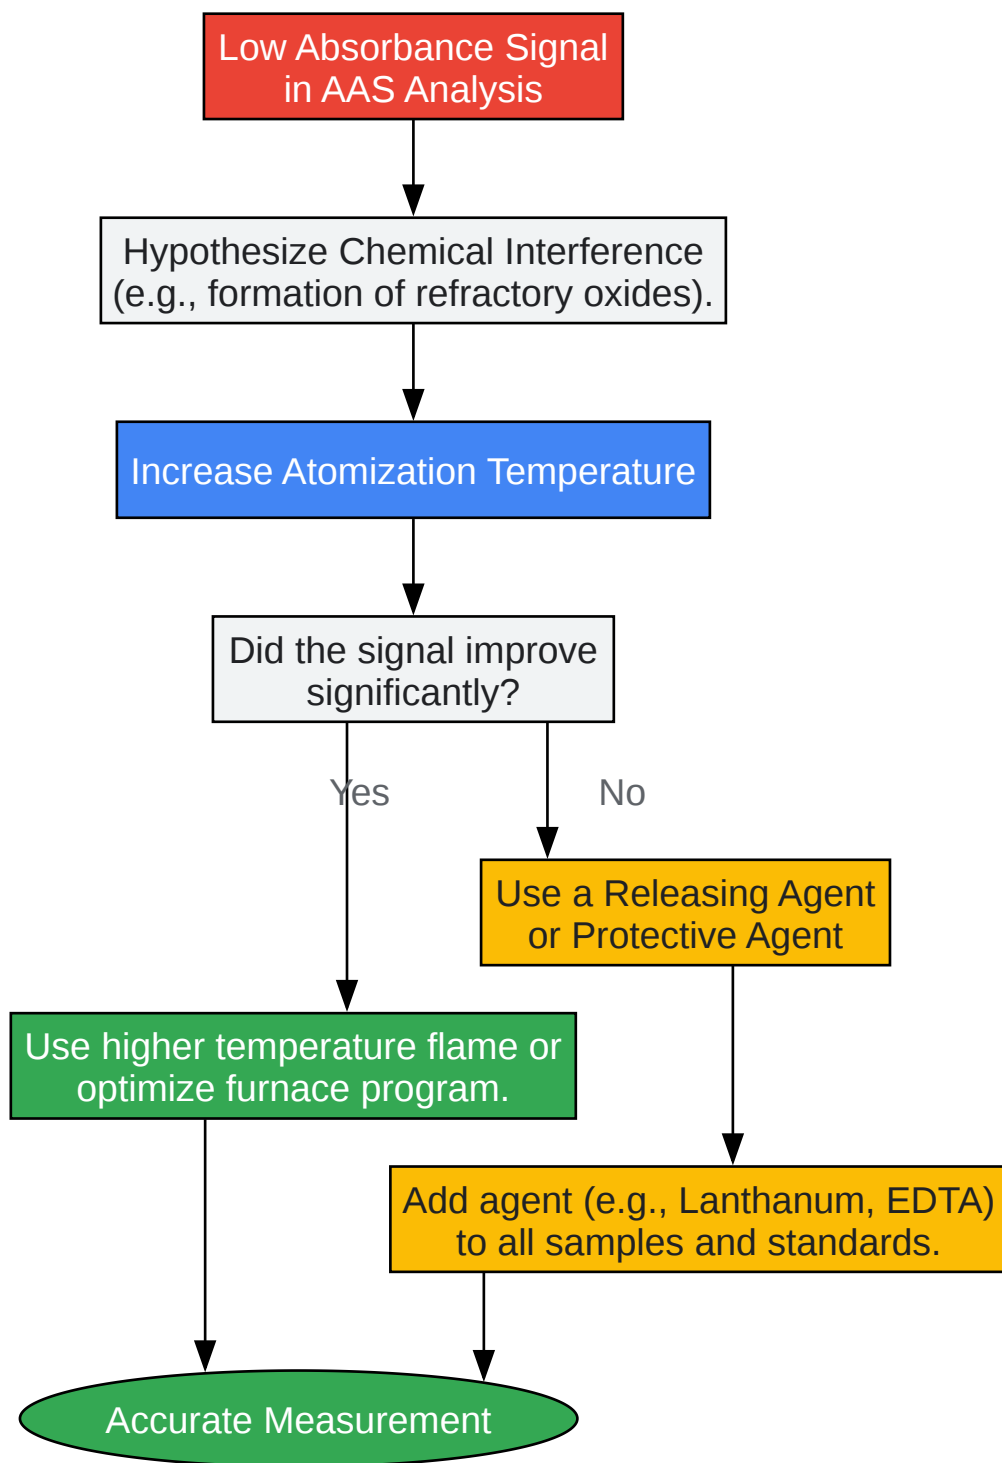 Low Absorbance Signal
in AAS Analysis
Hypothesize Chemical Interference
(e.g., formation of refractory oxides).
Increase Atomization Temperature
Did the signal improve
significantly?
Yes
No
Use a Releasing Agent
or Protective Agent
Use higher temperature flame or
optimize furnace program.
Add agent (e.g., Lanthanum, EDTA)
to all samples and standards.
Accurate Measurement